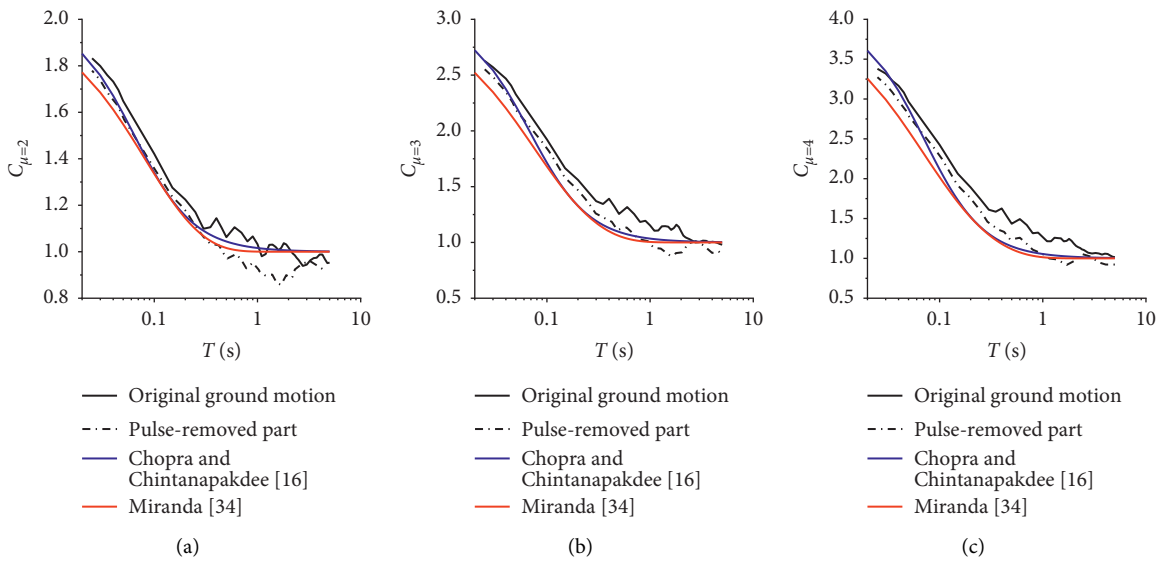 2.0
1.8
1.6
1.4
1.2
1.0
0.8
Cμ=2
0.1
1
10
T (s)
Original ground motion
Pulse-removed part
Chopra and
Chintanapakdee [16]
Miranda [34]
(a)
3.0
2.5
2.0
1.5
1.0
0.5
Cμ=3
0.1
1
10
T (s)
Original ground motion
Pulse-removed part
Chopra and
Chintanapakdee [16]
Miranda [34]
(b)
4.0
3.5
3.0
2.5
2.0
1.5
1.0
0.5
Cμ=4
0.1
1
10
T (s)
Original ground motion
Pulse-removed part
Chopra and
Chintanapakdee [16]
Miranda [34]
(c)